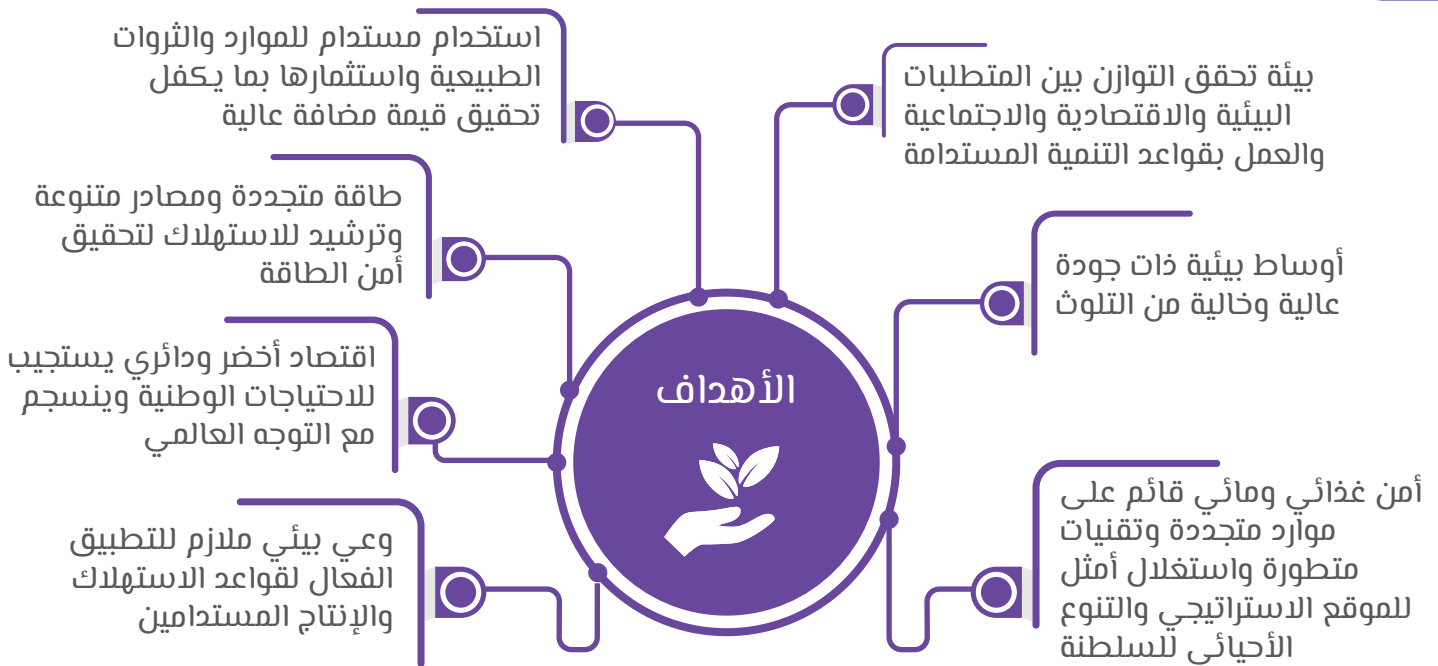 الأهداف
بيئة تحقق التوازن بين المتطلبات
البيئية والاقتصادية والاجتماعية
والعمل بقواعد التنمية المستدامة
أوساط بيئية ذات جودة
عالية وخالية من التلوث
أمن غذائي ومائي قائم على
موارد متجددة وتقنيات
متطورة واستغلال أمثل
للموقع الاستراتيجي والتنوع
الأحيائي للسلطنة
استخدام مستدام للموارد والثروات
الطبيعية واستثمارها بما يكفل
تحقيق قيمة مضافة عالية
طاقة متجددة ومصادر متنوعة
وترشيد للاستهلاك لتحقيق
أمن الطاقة
اقتصاد أخضر ودائري يستجيب
للاحتياجات الوطنية وينسجم
مع التوجه العالمي
وعي بيئي ملازم للتطبيق
الفعال لقواعد الاستهلاك
والإنتاج المستدامين